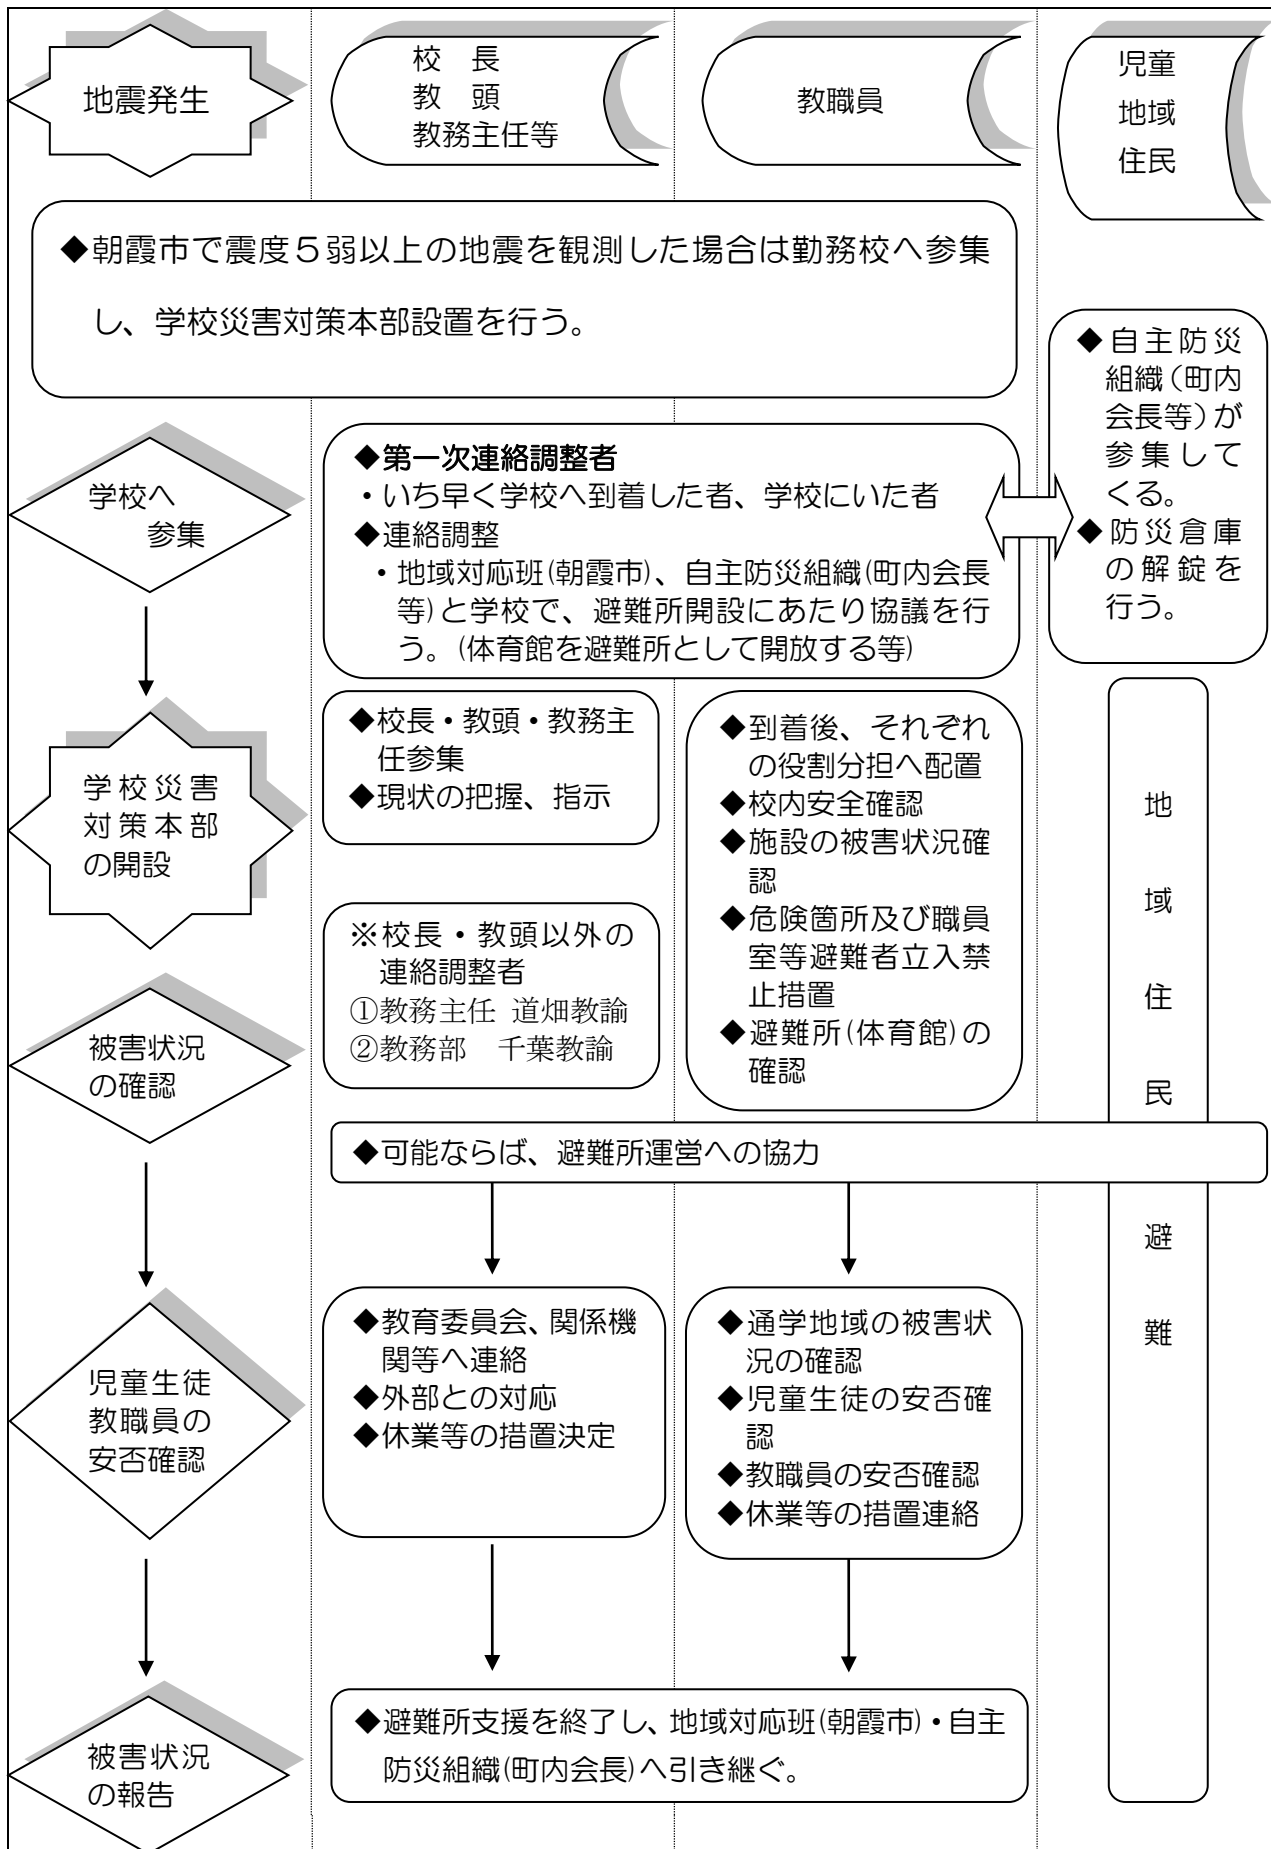 地震発生
校　長
教　頭
教務主任等
教職員
児童
地域
住民
◆朝霞市で震度５弱以上の地震を観測した場合は勤務校へ参集
し、学校災害対策本部設置を行う。
◆自主防災
組織（町内
会長等）が
参集して
くる。
◆防災倉庫
の解錠を
行う。
学校へ
参集
◆第一次連絡調整者
・いち早く学校へ到着した者、学校にいた者
◆連絡調整
・地域対応班(朝霞市)、自主防災組織(町内会長
等)と学校で、避難所開設にあたり協議を行
う。(体育館を避難所として開放する等)
学校災害
対策本部
の開設
◆校長・教頭・教務主
任参集
◆現状の把握、指示
※校長・教頭以外の
連絡調整者
①教務主任 道畑教諭
②教務部　千葉教諭
◆到着後、それぞれ
の役割分担へ配置
◆校内安全確認
◆施設の被害状況確
認
◆危険箇所及び職員
室等避難者立入禁
止措置
◆避難所(体育館)の
確認
地域住民避難
被害状況
の確認
◆可能ならば、避難所運営への協力
児童生徒
教職員の
安否確認
◆教育委員会、関係機
関等へ連絡
◆外部との対応
◆休業等の措置決定
◆通学地域の被害状
況の確認
◆児童生徒の安否確
認
◆教職員の安否確認
◆休業等の措置連絡
被害状況
の報告
◆避難所支援を終了し、地域対応班(朝霞市)・自主
防災組織(町内会長)へ引き継ぐ。